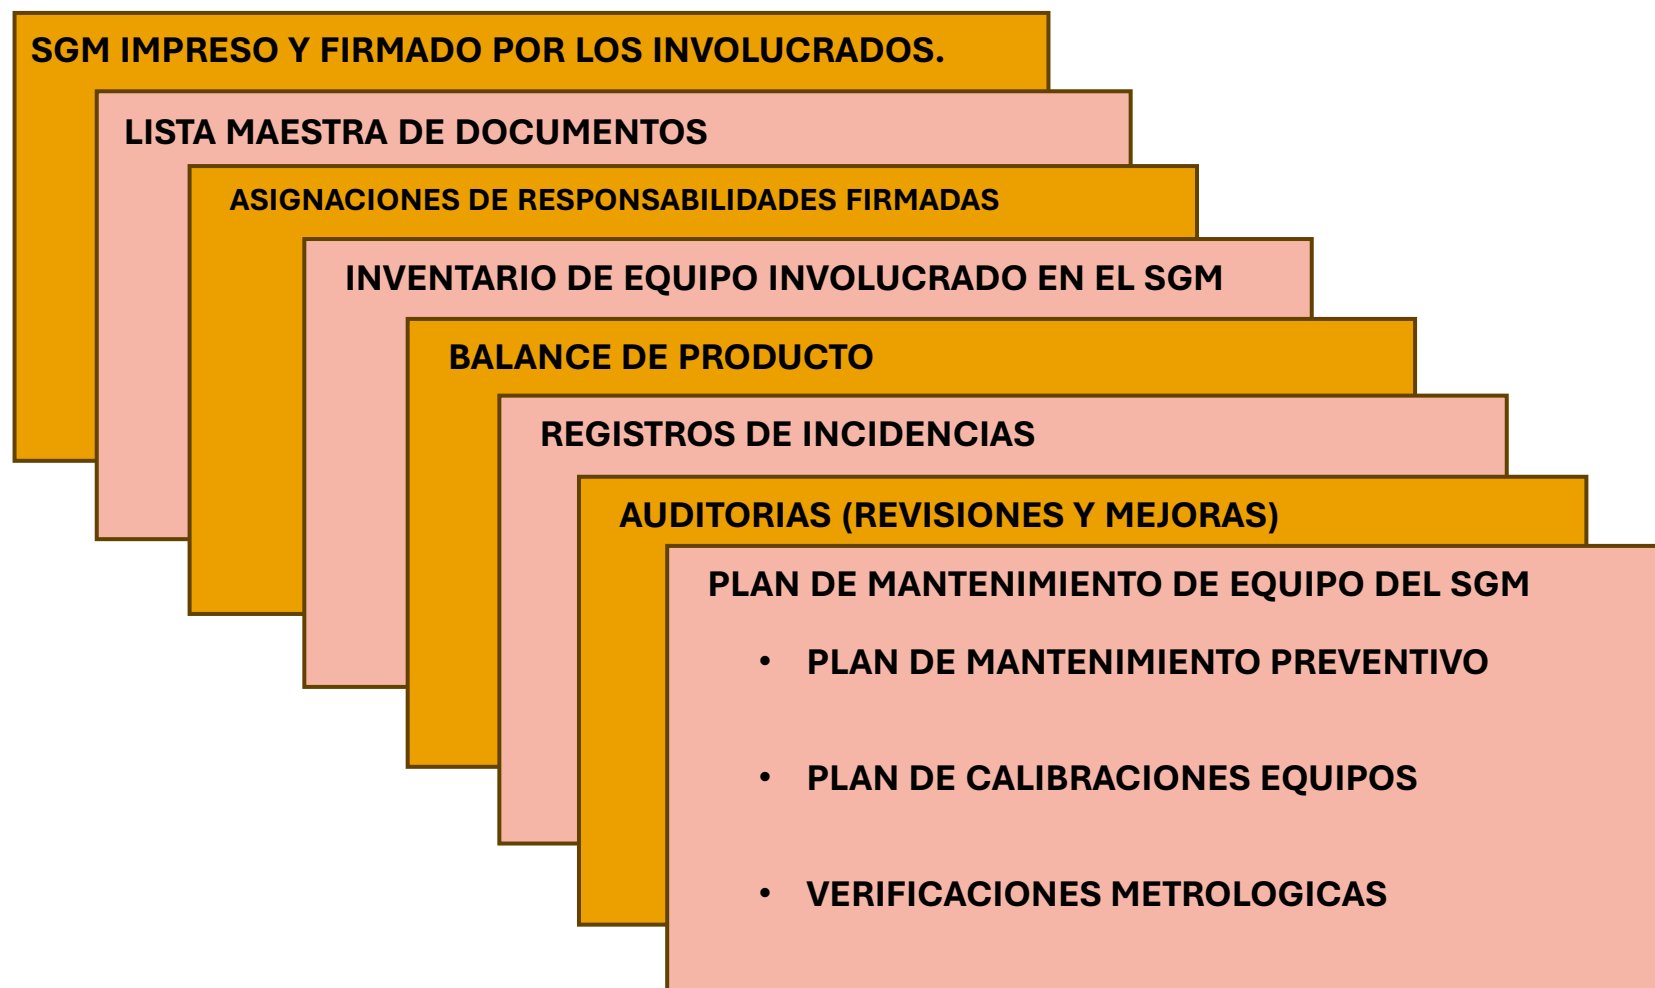 SGM IMPRESO Y FIRMADO POR LOS INVOLUCRADOS.
LISTA MAESTRA DE DOCUMENTOS
ASIGNACIONES DE RESPONSABILIDADES FIRMADAS
INVENTARIO DE EQUIPO INVOLUCRADO EN EL SGM
BALANCE DE PRODUCTO
REGISTROS DE INCIDENCIAS
AUDITORIAS (REVISIONES Y MEJORAS)
PLAN DE MANTENIMIENTO DE EQUIPO DEL SGM
• PLAN DE MANTENIMIENTO PREVENTIVO
• PLAN DE CALIBRACIONES EQUIPOS
• VERIFICACIONES METROLOGICAS